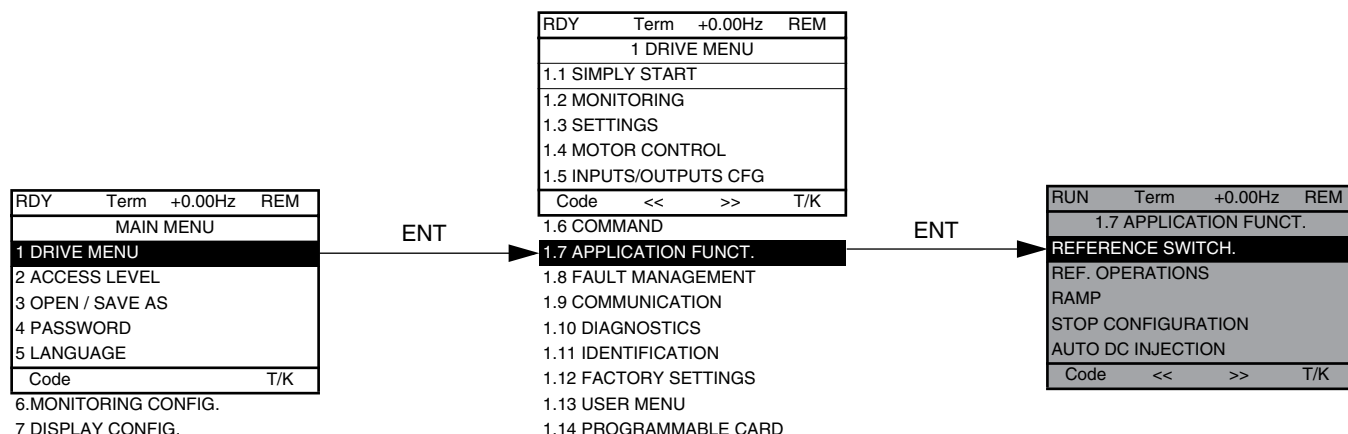 RDY Term +0.00Hz REM
MAIN MENU
1 DRIVE MENU
2 ACCESS LEVEL
3 OPEN / SAVE AS
4 PASSWORD
5 LANGUAGE
Code T/K
6.MONITORING CONFIG.
7 DISPLAY CONFIG.
ENT
RDY Term +0.00Hz REM
1 DRIVE MENU
1.1 SIMPLY START
1.2 MONITORING
1.3 SETTINGS
1.4 MOTOR CONTROL
1.5 INPUTS/OUTPUTS CFG
Code << >> T/K
1.6 COMMAND
1.7 APPLICATION FUNCT.
1.8 FAULT MANAGEMENT
1.9 COMMUNICATION
1.10 DIAGNOSTICS
1.11 IDENTIFICATION
1.12 FACTORY SETTINGS
1.13 USER MENU
1.14 PROGRAMMABLE CARD
ENT
RUN Term +0.00Hz REM
1.7 APPLICATION FUNCT.
REFERENCE SWITCH.
REF. OPERATIONS
RAMP
STOP CONFIGURATION
AUTO DC INJECTION
Code << >> T/K